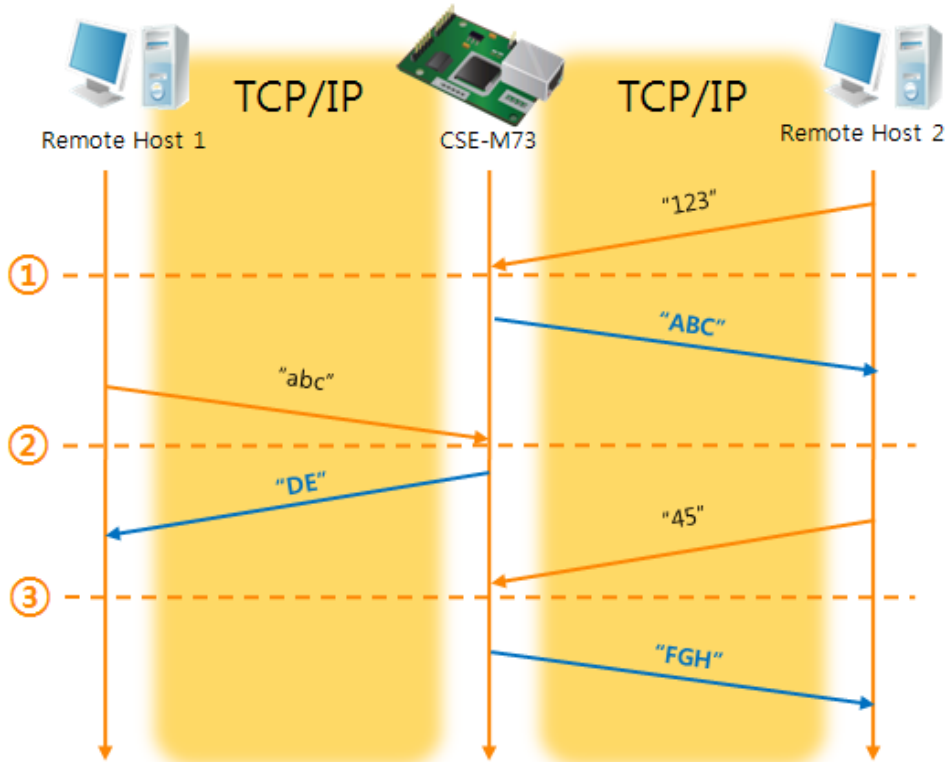 TCP/IP
TCP/IP
Remote Host 1
CSE-M73
Remote Host 2
"123"
①
"ABC"
"abc"
②
"DE"
"45"
③
"FGH"